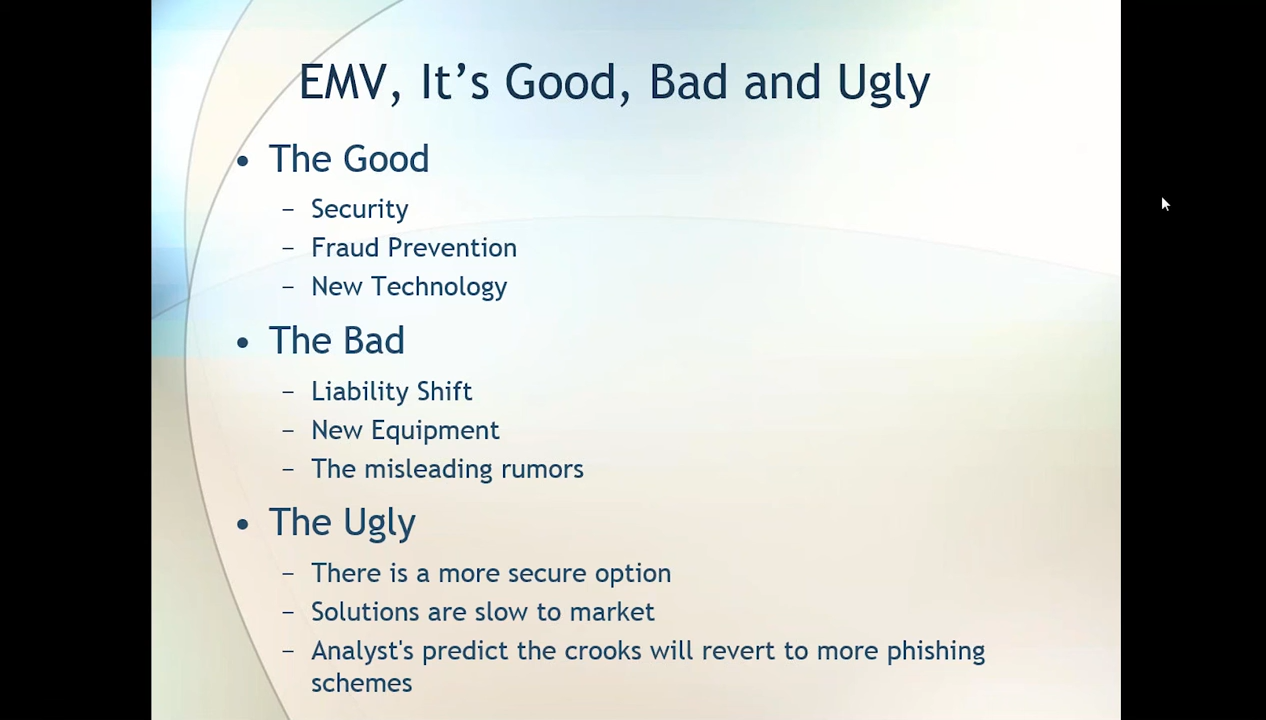 EMV, It's Good, Bad and Ugly
• The Good
– Security
– Fraud Prevention
– New Technology
• The Bad
– Liability Shift
– New Equipment
– The misleading rumors
• The Ugly
– There is a more secure option
– Solutions are slow to market
– Analyst's predict the crooks will revert to more phishing
schemes